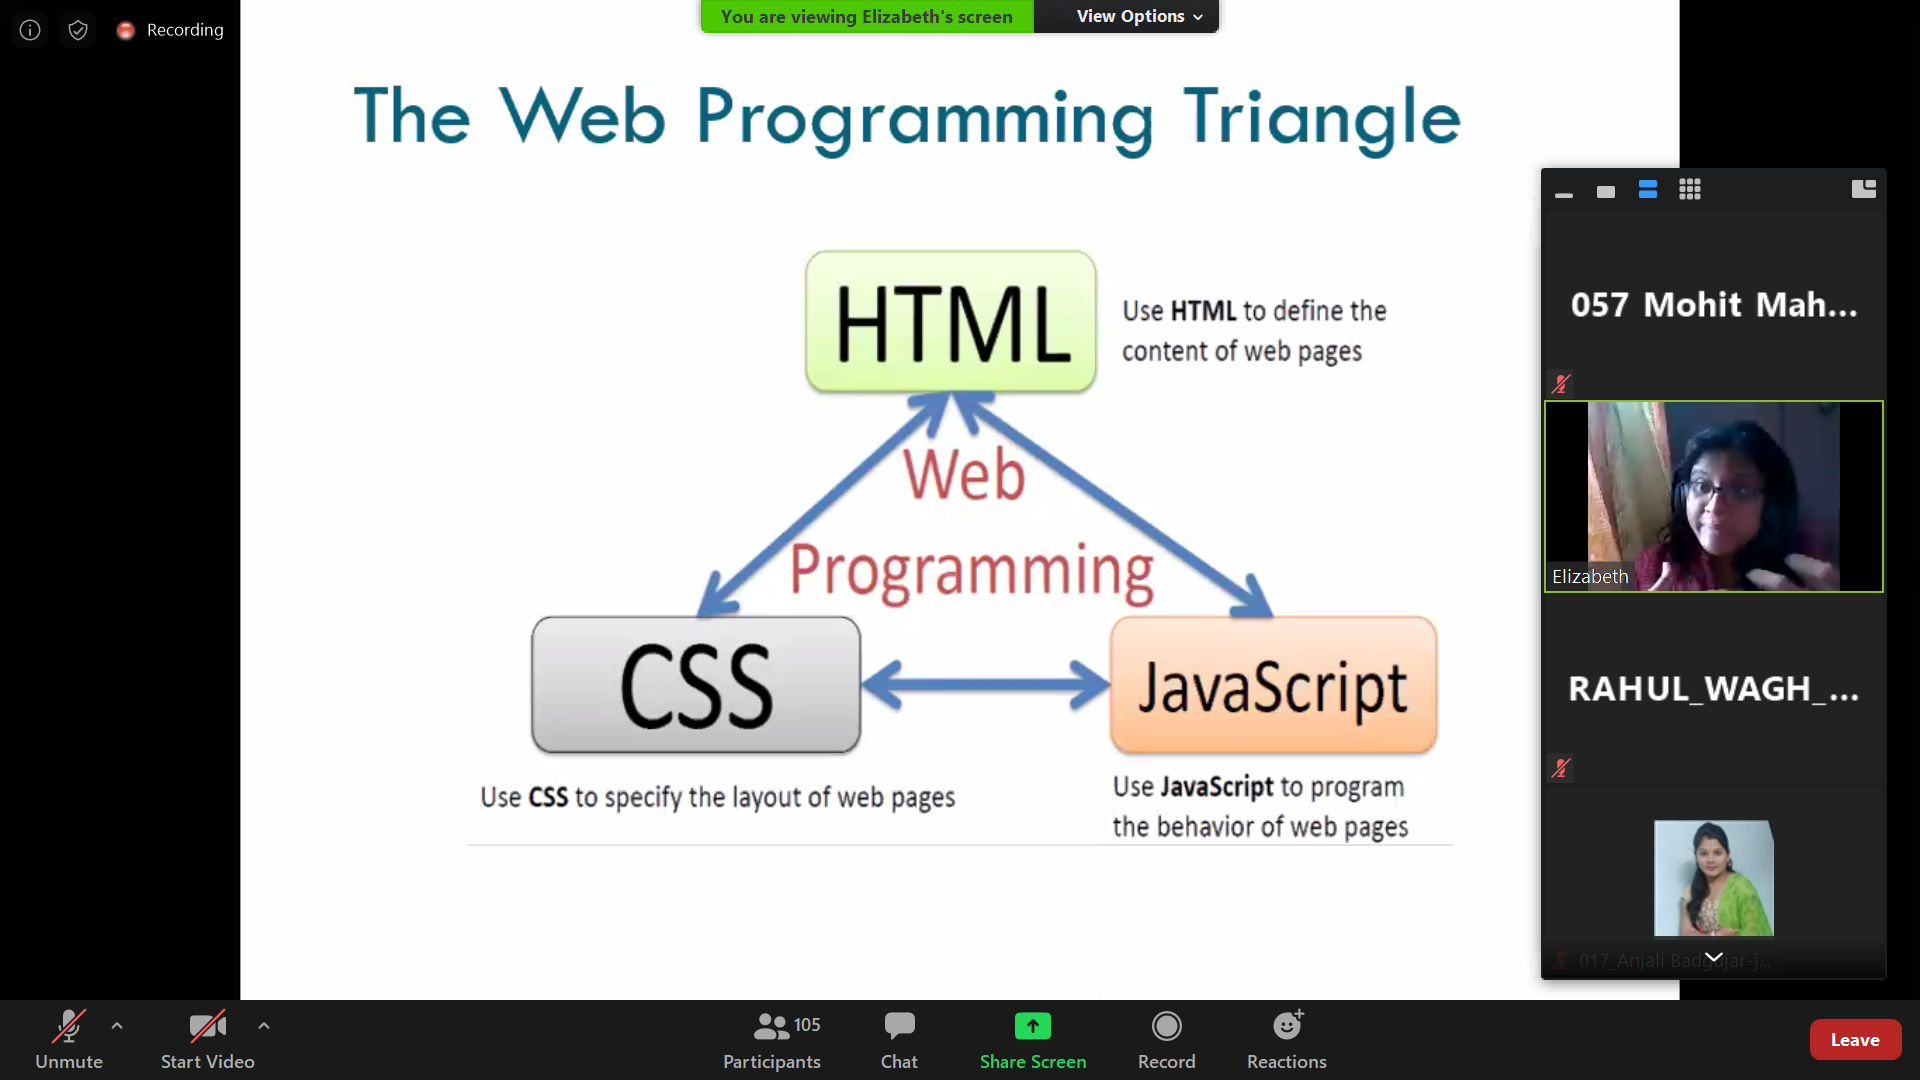 Recording
You are viewing Elizabeth's screen
View Options
The Web Programming Triangle
HTML
Use HTML to define the
content of web pages
Web
Programming
CSS
JavaScript
Use CSS to specify the layout of web pages
Use JavaScript to program
the behavior of web pages
057 Mohit Mah...
Elizabeth
RAHUL_WAGH_...
017_Anjali Badgujar-j...
Unmute
Start Video
105
Participants
Chat
Share Screen
Record
Reactions
Leave